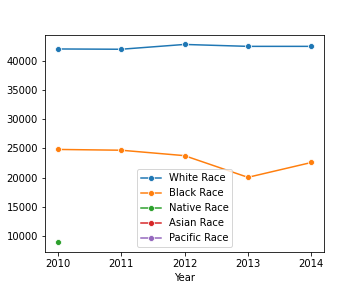 40000
35000
30000
25000
20000
15000
10000
White Race
Black Race
Native Race
Asian Race
Pacific Race
2010 2011 2012 2013 2014
Year